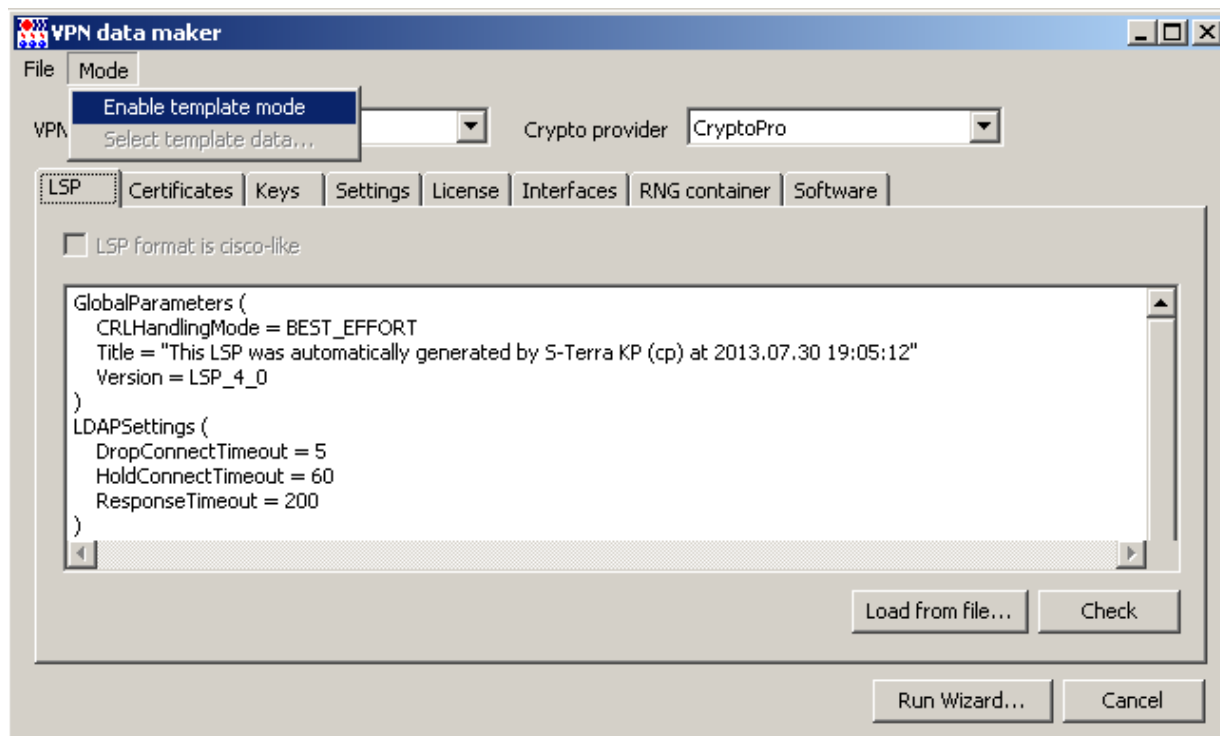 VPN data maker
File Mode
Enable template mode
Select template data...
VPN
Crypto provider CryptoPro
LSP Certificates Keys Settings License Interfaces RNG container Software
LSP format is cisco-like
GlobalParameters (
CRLHandlingMode = BEST_EFFORT
Title = "This LSP was automatically generated by S-Terra KP (cp) at 2013.07.30 19:05:12"
Version = LSP_4_0
)
LDAPSettings (
DropConnectTimeout = 5
HoldConnectTimeout = 60
ResponseTimeout = 200
)
Load from file... Check
Run Wizard... Cancel